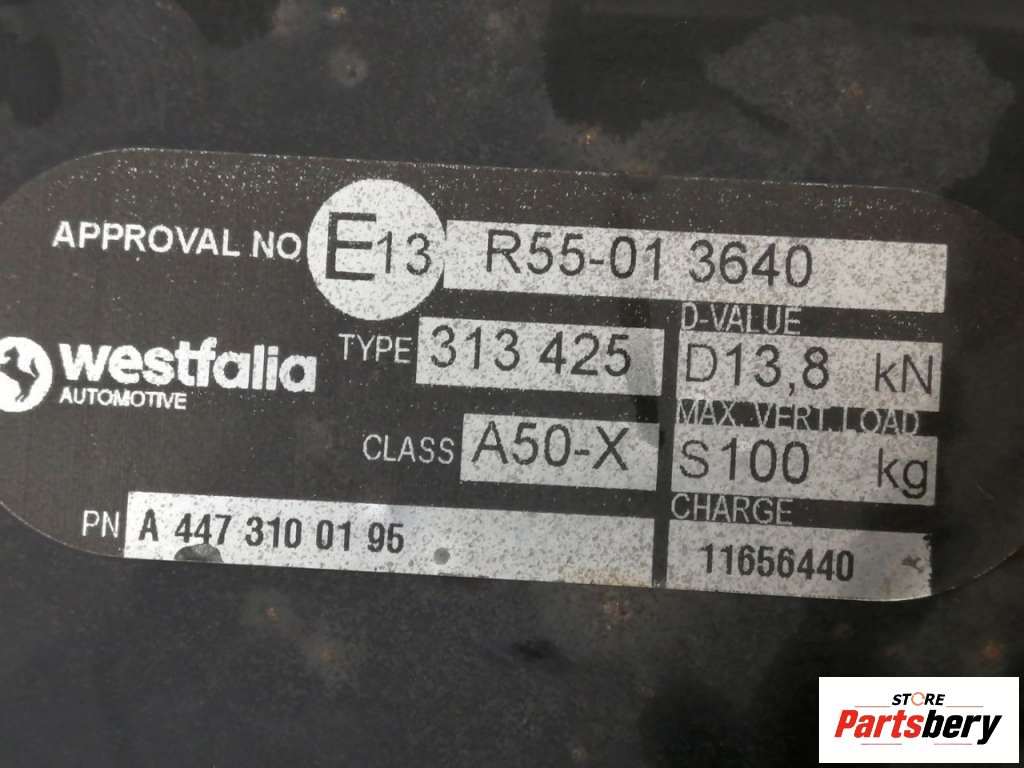 APPROVAL NO E13 R55-01 3640
westfalia
AUTOMOTIVE
TYPE 313 425
D-VALUE
D13,8 kN
CLASS A50-X
MAX. VERT. LOAD
S100 kg
PN A 447 310 01 95
CHARGE
11656440
STORE
Partsbery